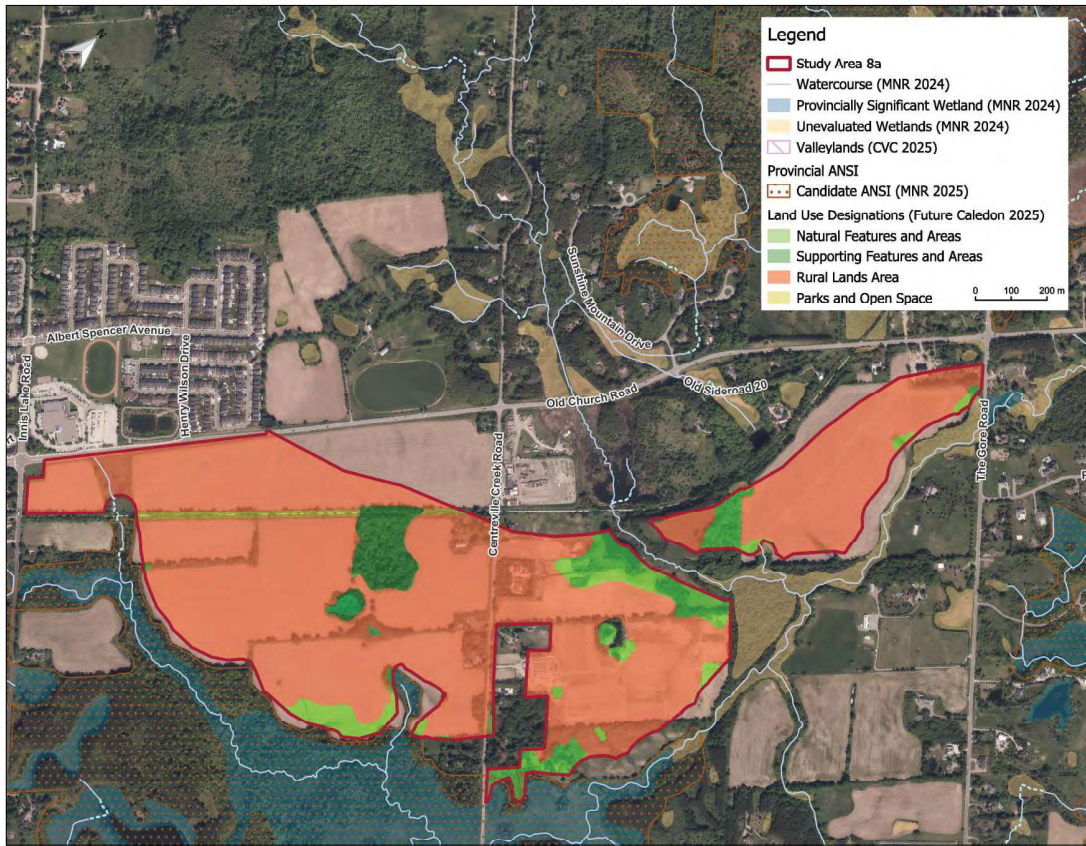 N
Legend
Study Area 8a
Watercourse (MNR 2024)
Provincially Significant Wetland (MNR 2024)
Unevaluated Wetlands (MNR 2024)
Valleylands (CVC 2025)
Provincial ANSI
Candidate ANSI (MNR 2025)
Land Use Designations (Future Caledon 2025)
Natural Features and Areas
Supporting Features and Areas
Rural Lands Area
Parks and Open Space
0 100 200 m
Sunshine Mountain Drive
Albert Spencer Avenue
Innis Lake Road
Henry Wilson Drive
Old Church Road
Old Sideroad 20
Centreville Creek Road
The Gore Road